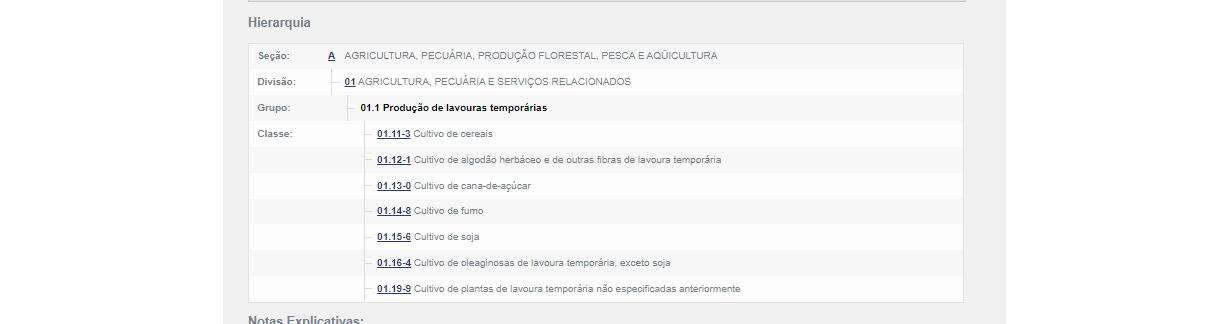 Hierarquia
Seção: A AGRICULTURA, PECUÁRIA, PRODUÇÃO FLORESTAL, PESCA E AQÜICULTURA
Divisão: 01 AGRICULTURA, PECUÁRIA E SERVIÇOS RELACIONADOS
Grupo: 01.1 Produção de lavouras temporárias
Classe: 01.11-3 Cultivo de cereais
01.12-1 Cultivo de algodão herbáceo e de outras fibras de lavoura temporária
01.13-0 Cultivo de cana-de-açúcar
01.14-8 Cultivo de fumo
01.15-6 Cultivo de soja
01.16-4 Cultivo de oleaginosas de lavoura temporária, exceto soja
01.19-9 Cultivo de plantas de lavoura temporária não especificadas anteriormente
Notas Explicativas: